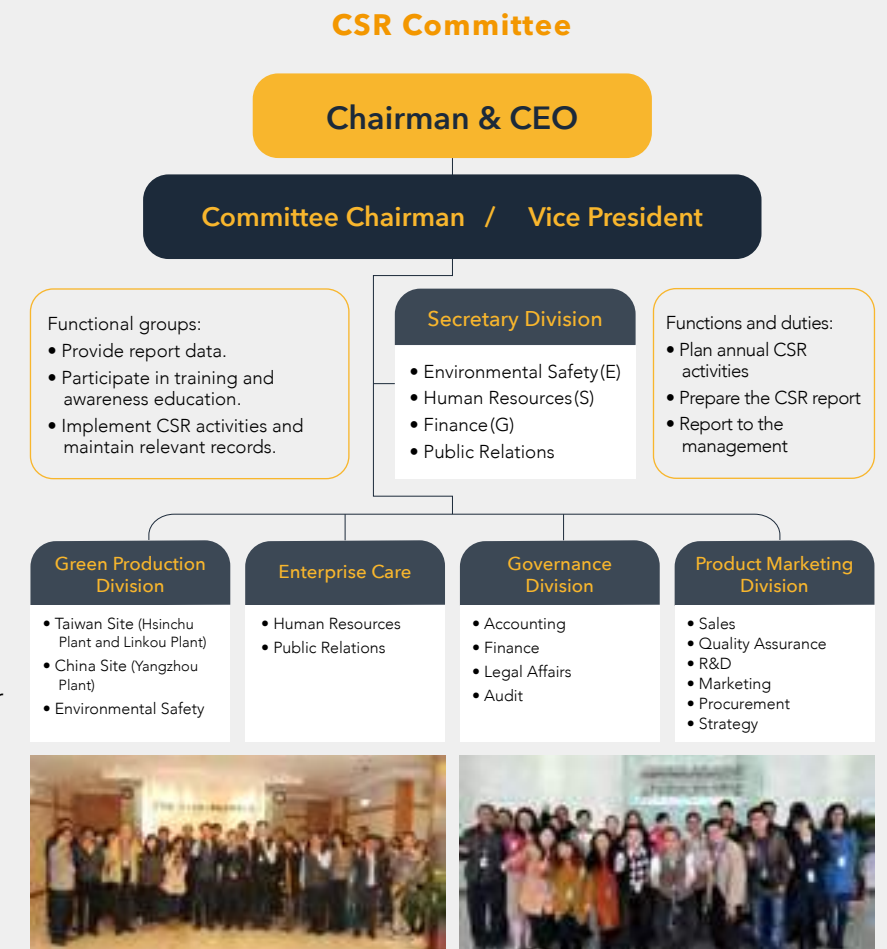 CSR Committee
Chairman & CEO
Committee Chairman / Vice President
Functional groups:
• Provide report data.
• Participate in training and
awareness education.
• Implement CSR activities and
maintain relevant records.
Secretary Division
• Environmental Safety(E)
• Human Resources(S)
• Finance(G)
• Public Relations
Functions and duties:
• Plan annual CSR
activities
• Prepare the CSR report
• Report to the
management
Green Production
Division
• Taiwan Site (Hsinchu
Plant and Linkou Plant)
• China Site (Yangzhou
Plant)
• Environmental Safety
Enterprise Care
• Human Resources
• Public Relations
Governance
Division
• Accounting
• Finance
• Legal Affairs
• Audit
Product Marketing
Division
• Sales
• Quality Assurance
• R&D
• Marketing
• Procurement
• Strategy